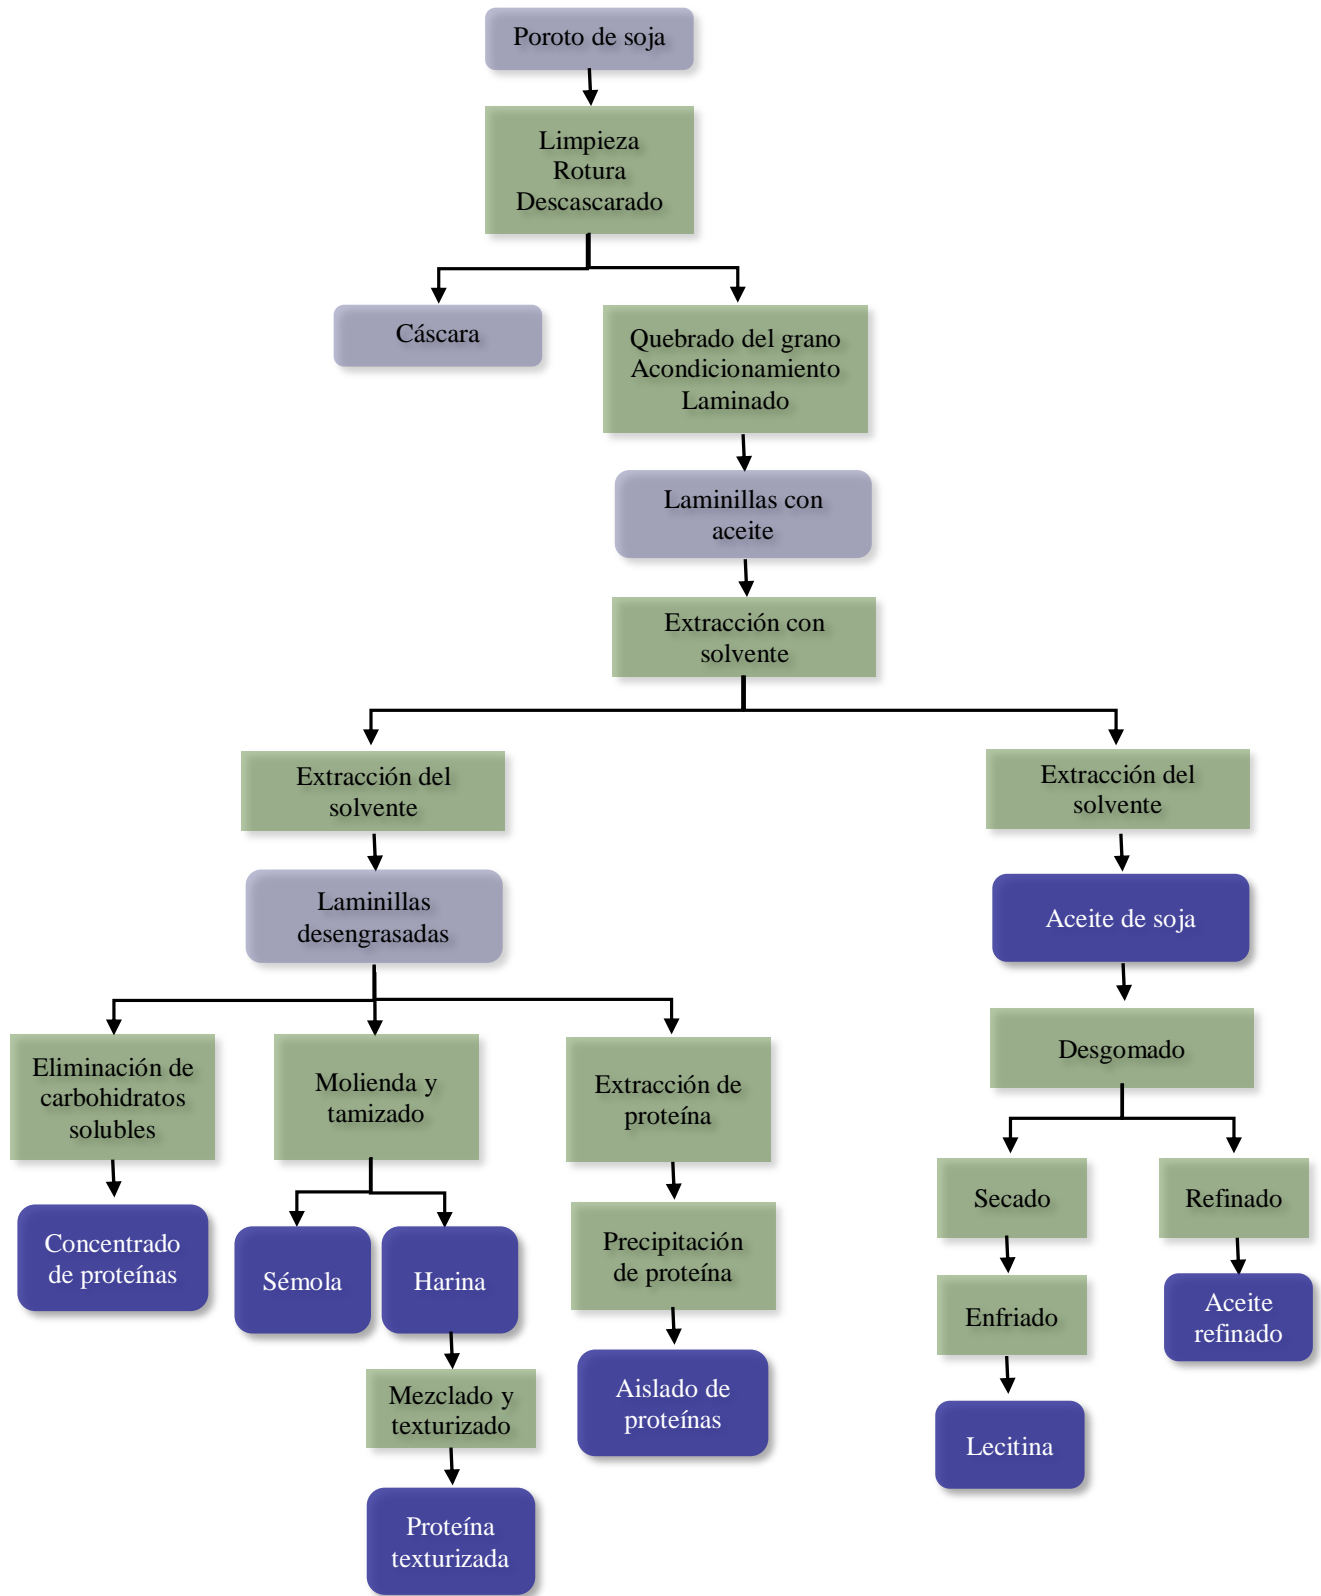 Poroto de soja
Limpieza
Rotura
Descascarado
Cáscara
Quebrado del grano
Acondicionamiento
Laminado
Laminillas con
aceite
Extracción con
solvente
Extracción del
solvente
Extracción del
solvente
Laminillas
desengrasadas
Aceite de soja
Eliminación de
carbohidratos
solubles
Molienda y
tamizado
Extracción de
proteína
Desgomado
Concentrado
de proteínas
Sémola
Harina
Precipitación
de proteína
Secado
Refinado
Enfriado
Aceite
refinado
Mezclado y
texturizado
Aislado de
proteínas
Lecitina
Proteína
texturizada